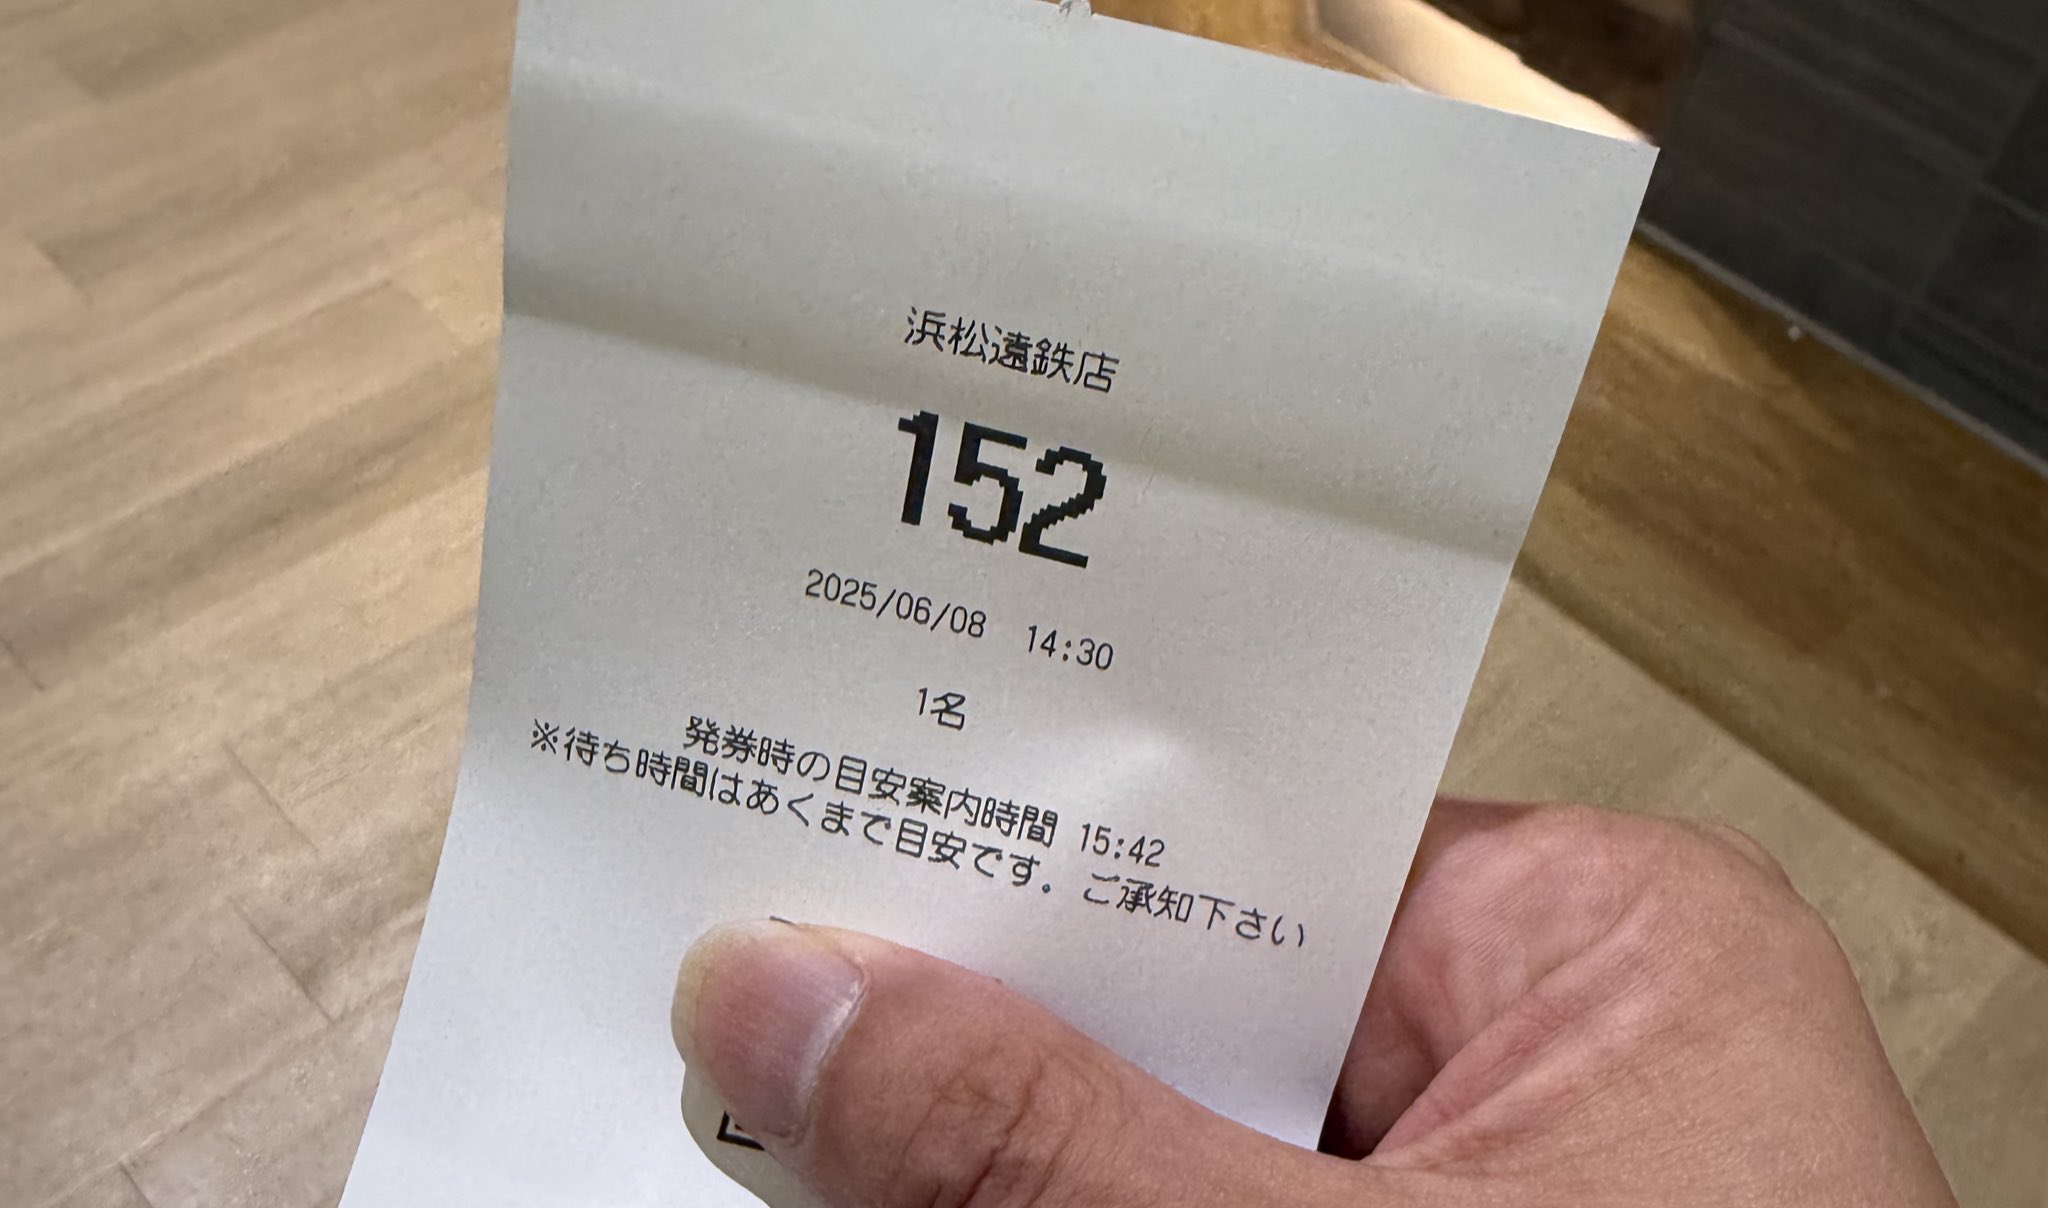 浜松遠鉄店
152
2025/06/08 14:30
1名
発券時の目安案内時間 15:42
※待ち時間はあくまで目安です。ご承知下さい